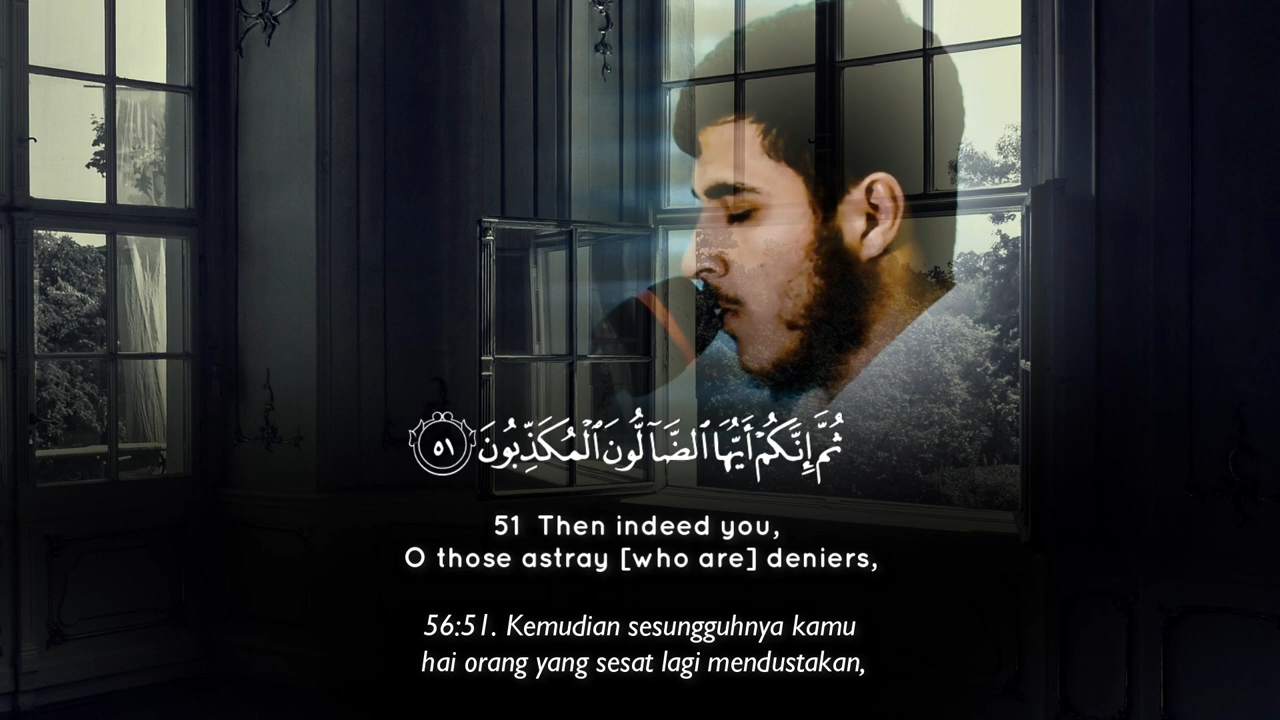 ثُمَّ إِنَّكُمْ أَيُّهَا ٱلضَّآلُّونَ ٱلْمُكَذِّبُونَ ٥١
51 Then indeed you,
O those astray [who are] deniers,
56:51. Kemudian sesungguhnya kamu
hai orang yang sesat lagi mendustakan,